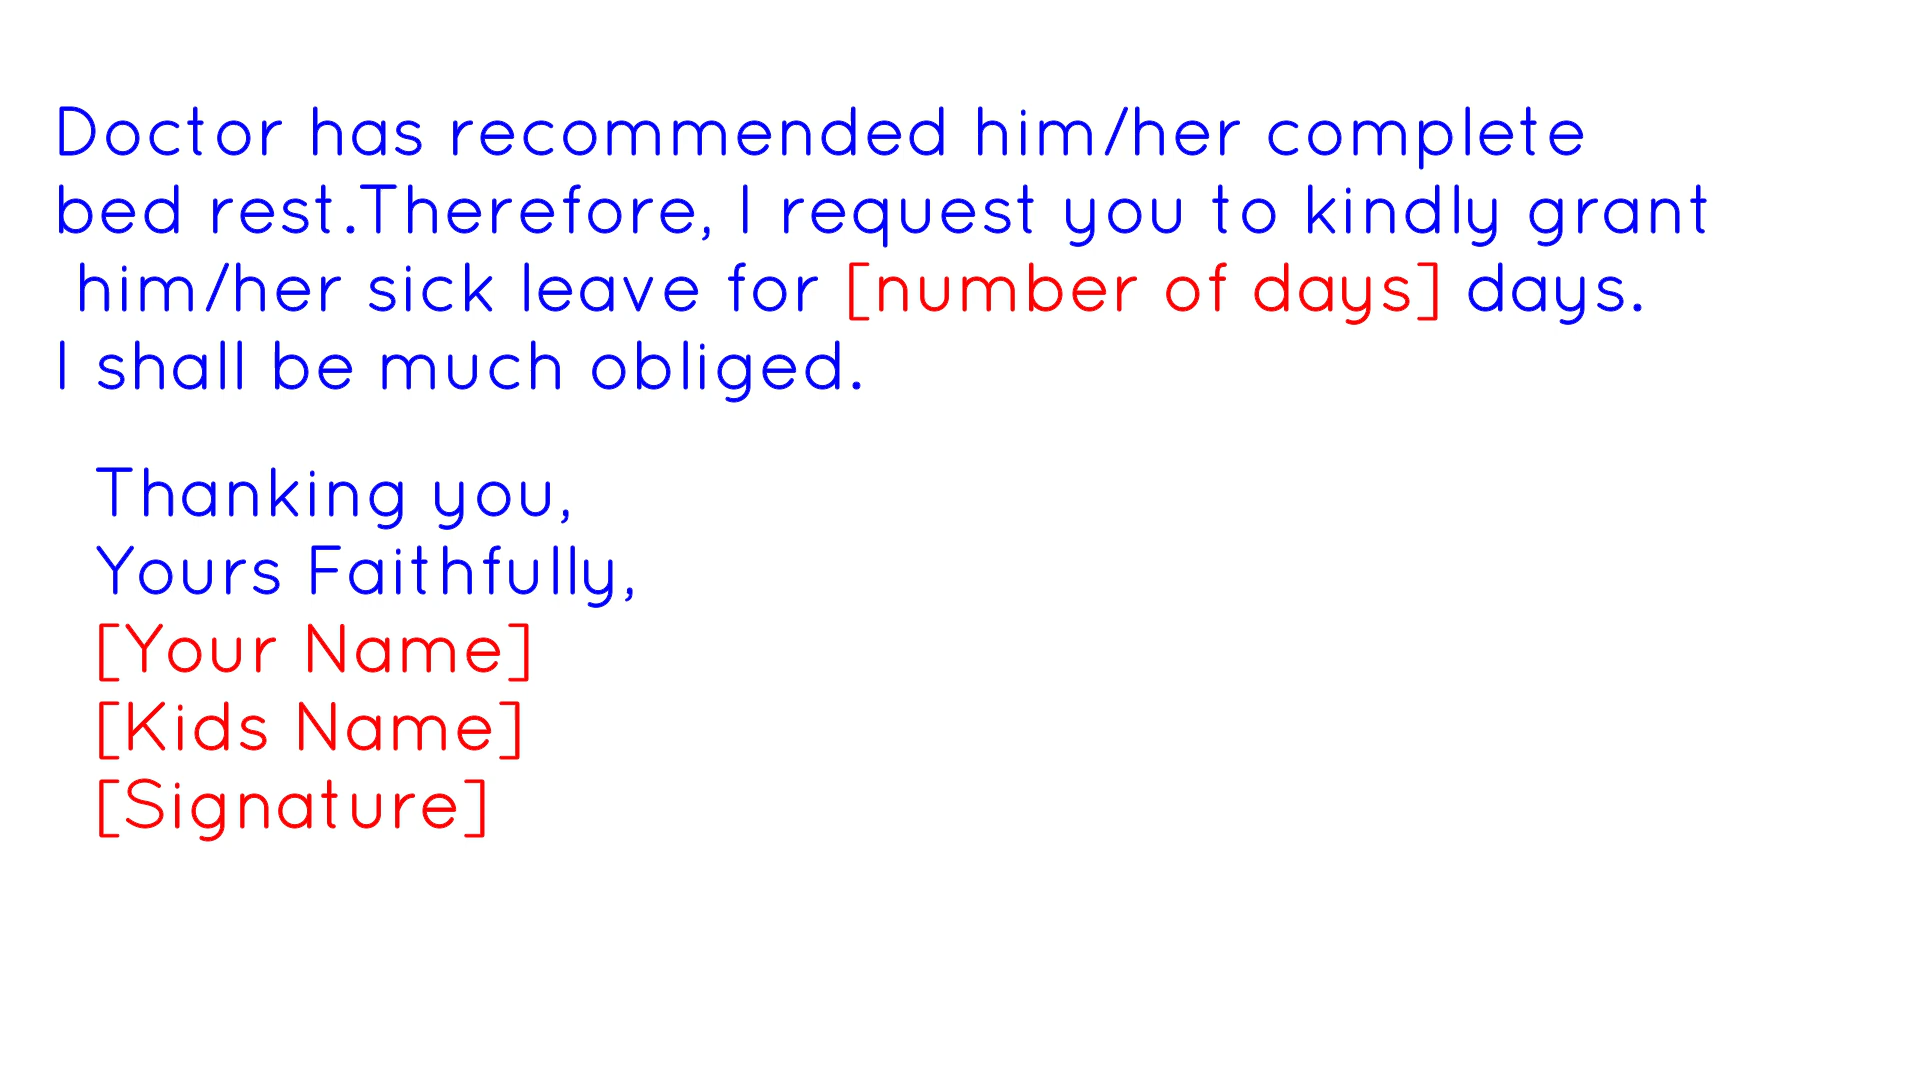 Doctor has recommended him/her complete
bed rest.Therefore, I request you to kindly grant
him/her sick leave for [number of days] days.
I shall be much obliged.
Thanking you,
Yours Faithfully,
[Your Name]
[Kids Name]
[Signature]